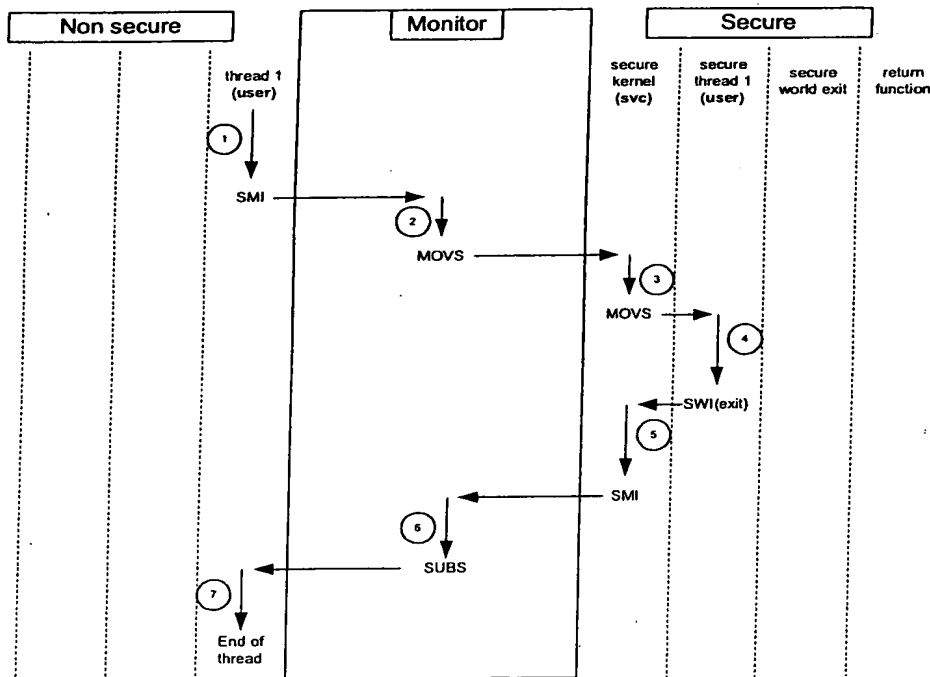 Non secure
Monitor
Secure
thread 1
(user)
secure
kernel
(svc)
secure
thread 1
(user)
secure
world exit
return
function
1
SMI
2
MOVS
3
MOVS
4
SWI(exit)
5
SMI
6
SUBS
7
End of
thread